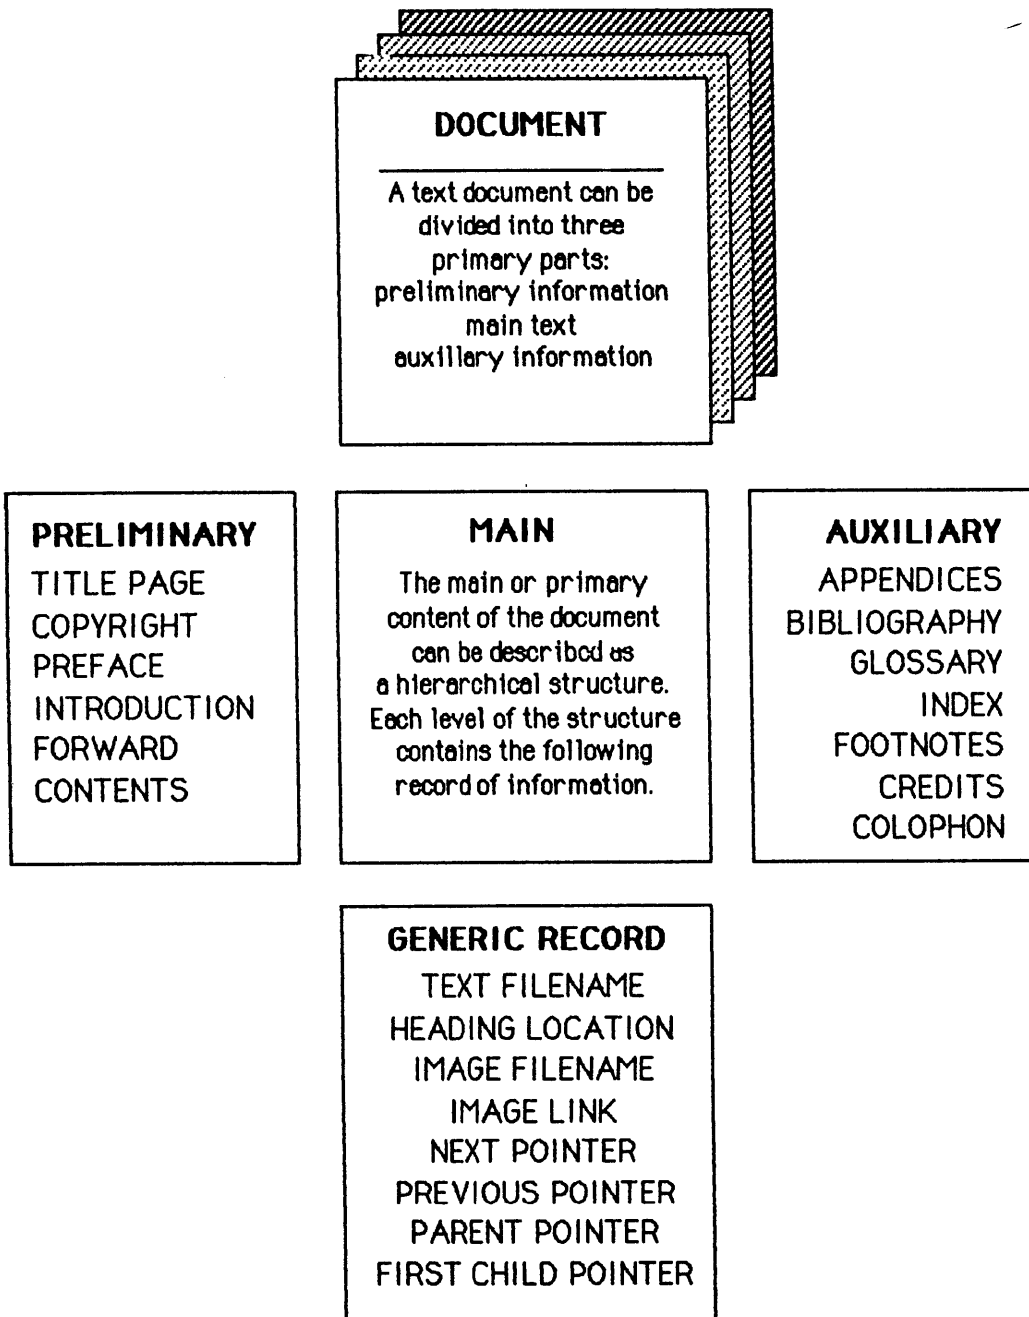 DOCUMENT
A text document can be
divided into three
primary parts:
preliminary information
main text
auxillary information
PRELIMINARY
TITLE PAGE
COPYRIGHT
PREFACE
INTRODUCTION
FORWARD
CONTENTS
MAIN
The main or primary
content of the document
can be described as
a hierarchical structure.
Each level of the structure
contains the following
record of information.
AUXILIARY
APPENDICES
BIBLIOGRAPHY
GLOSSARY
INDEX
FOOTNOTES
CREDITS
COLOPHON
GENERIC RECORD
TEXT FILENAME
HEADING LOCATION
IMAGE FILENAME
IMAGE LINK
NEXT POINTER
PREVIOUS POINTER
PARENT POINTER
FIRST CHILD POINTER